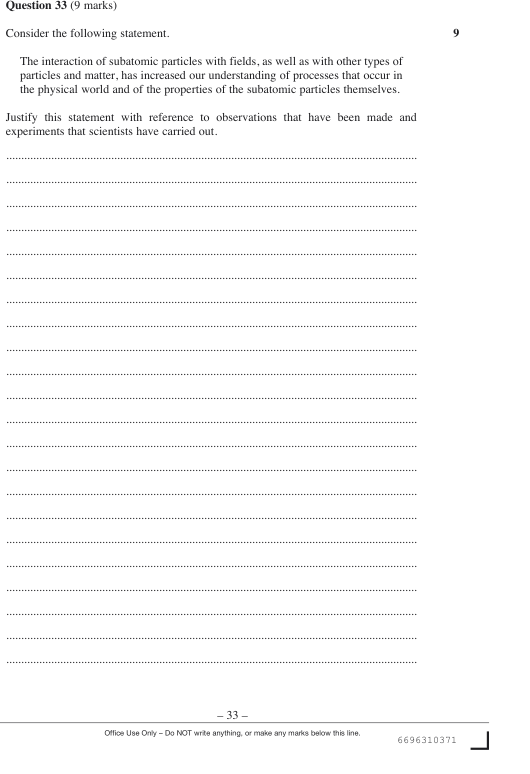 Question 33 (9 marks)
Consider the following statement. 9
The interaction of subatomic particles with fields, as well as with other types of
particles and matter, has increased our understanding of processes that occur in
the physical world and of the properties of the subatomic particles themselves.
Justify this statement with reference to observations that have been made and
experiments that scientists have carried out.
– 33 –
Office Use Only – Do NOT write anything, or make any marks below this line.
6696310371